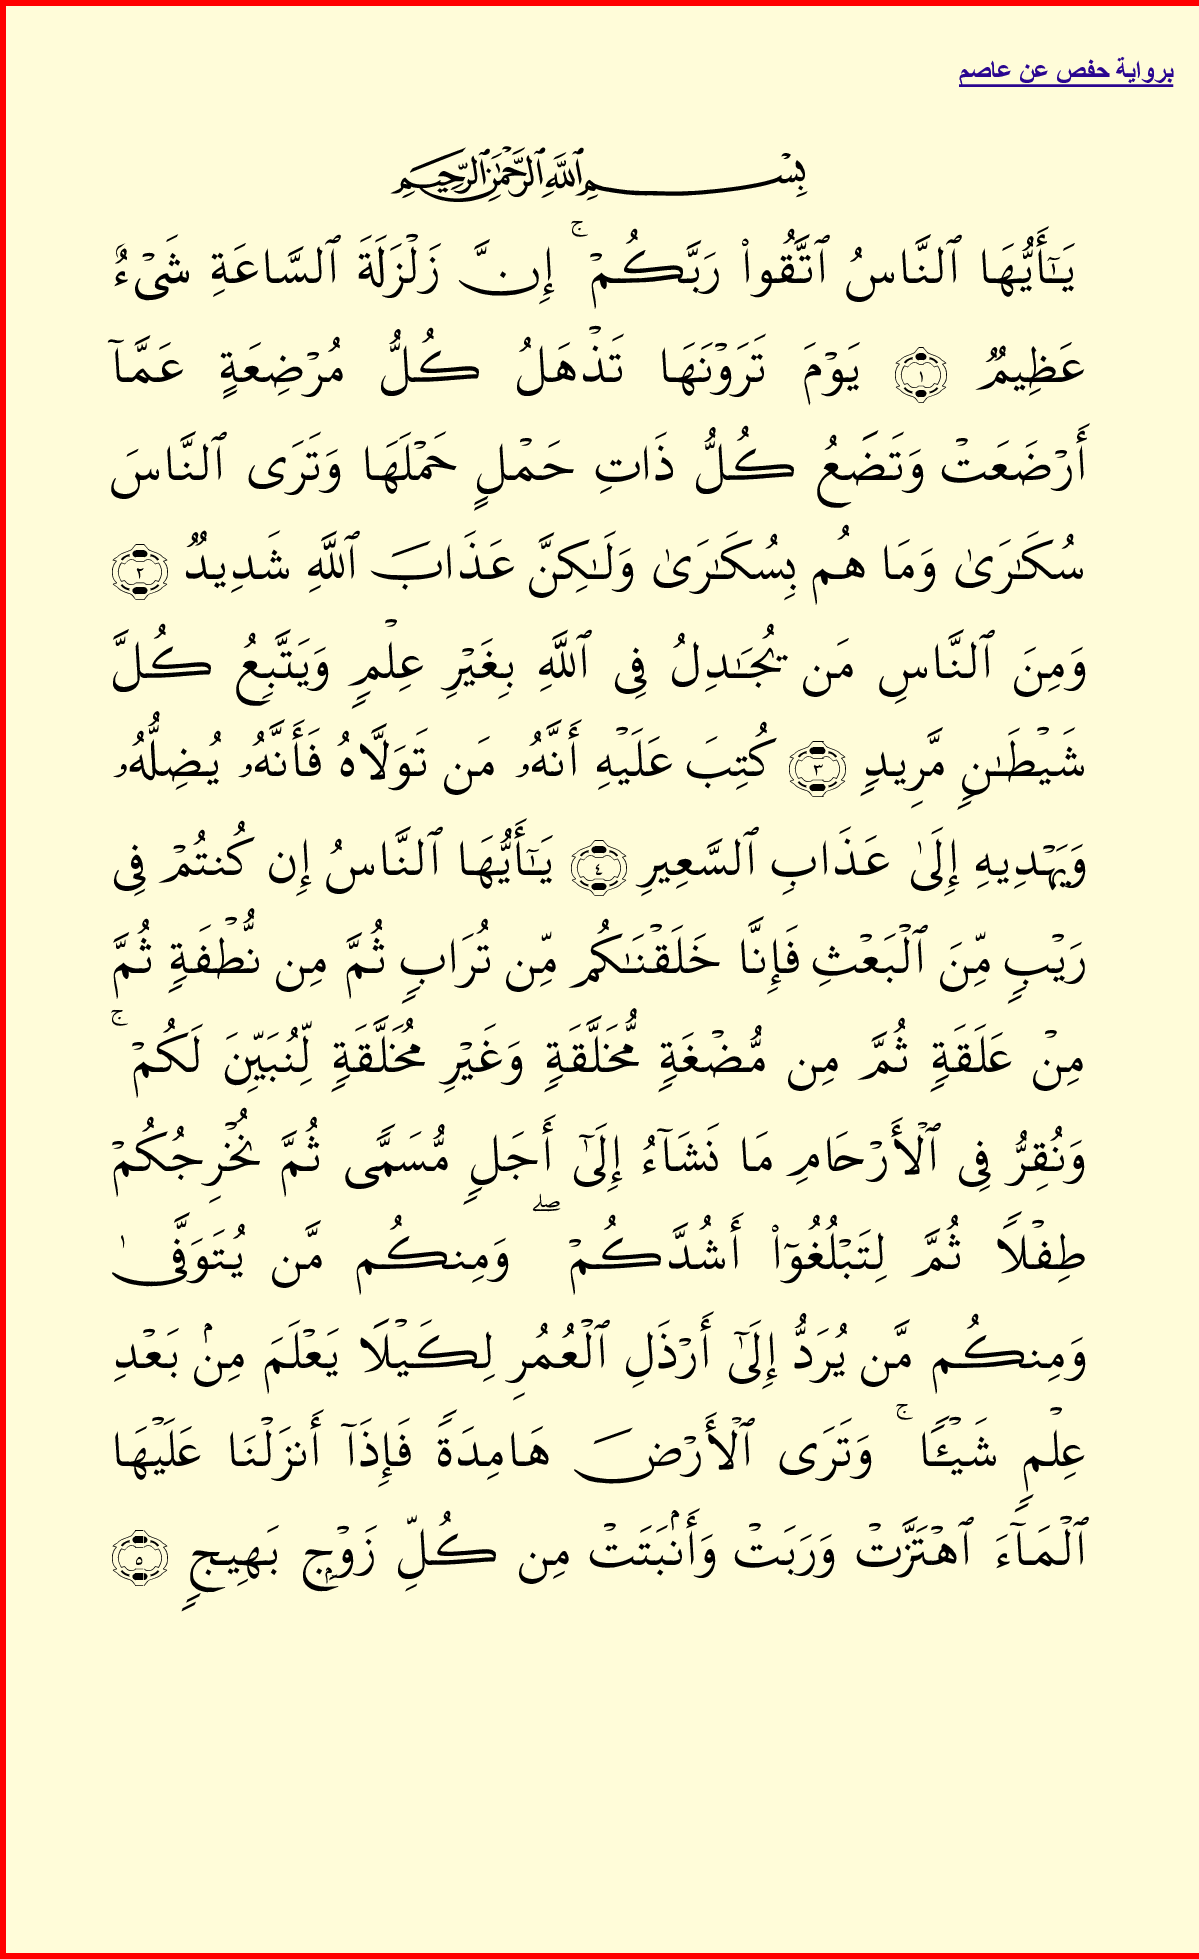 برواية حفص عن عاصم
بِسْمِ ٱللَّهِ ٱلرَّحْمَٰنِ ٱلرَّحِيمِ
يَٰٓأَيُّهَا ٱلنَّاسُ ٱتَّقُوا۟ رَبَّكُمْ ۚ إِنَّ زَلْزَلَةَ ٱلسَّاعَةِ شَىْءٌ
عَظِيمٌ ١ يَوْمَ تَرَوْنَهَا تَذْهَلُ كُلُّ مُرْضِعَةٍ عَمَّآ
أَرْضَعَتْ وَتَضَعُ كُلُّ ذَاتِ حَمْلٍ حَمْلَهَا وَتَرَى ٱلنَّاسَ
سُكَٰرَىٰ وَمَا هُم بِسُكَٰرَىٰ وَلَٰكِنَّ عَذَابَ ٱللَّهِ شَدِيدٌ ٢
وَمِنَ ٱلنَّاسِ مَن يُجَٰدِلُ فِى ٱللَّهِ بِغَيْرِ عِلْمٍ وَيَتَّبِعُ كُلَّ
شَيْطَٰنٍ مَّرِيدٍ ٣ كُتِبَ عَلَيْهِ أَنَّهُۥ مَن تَوَلَّاهُ فَأَنَّهُۥ يُضِلُّهُۥ
وَيَهْدِيهِ إِلَىٰ عَذَابِ ٱلسَّعِيرِ ٤ يَٰٓأَيُّهَا ٱلنَّاسُ إِن كُنتُمْ فِى
رَيْبٍ مِّنَ ٱلْبَعْثِ فَإِنَّا خَلَقْنَٰكُم مِّن تُرَابٍ ثُمَّ مِن نُّطْفَةٍ ثُمَّ
مِنْ عَلَقَةٍ ثُمَّ مِن مُّضْغَةٍ مُّخَلَّقَةٍ وَغَيْرِ مُخَلَّقَةٍ لِّنُبَيِّنَ لَكُمْ ۚ
وَنُقِرُّ فِى ٱلْأَرْحَامِ مَا نَشَآءُ إِلَىٰٓ أَجَلٍ مُّسَمًّى ثُمَّ نُخْرِجُكُمْ
طِفْلًا ثُمَّ لِتَبْلُغُوٓا۟ أَشُدَّكُمْ ۖ وَمِنكُم مَّن يُتَوَفَّىٰ
وَمِنكُم مَّن يُرَدُّ إِلَىٰٓ أَرْذَلِ ٱلْعُمُرِ لِكَيْلَا يَعْلَمَ مِنۢ بَعْدِ
عِلْمٍ شَيْـًٔا ۚ وَتَرَى ٱلْأَرْضَ هَامِدَةً فَإِذَآ أَنزَلْنَا عَلَيْهَا
ٱلْمَآءَ ٱهْتَزَّتْ وَرَبَتْ وَأَنۢبَتَتْ مِن كُلِّ زَوْجٍۭ بَهِيجٍ ٥